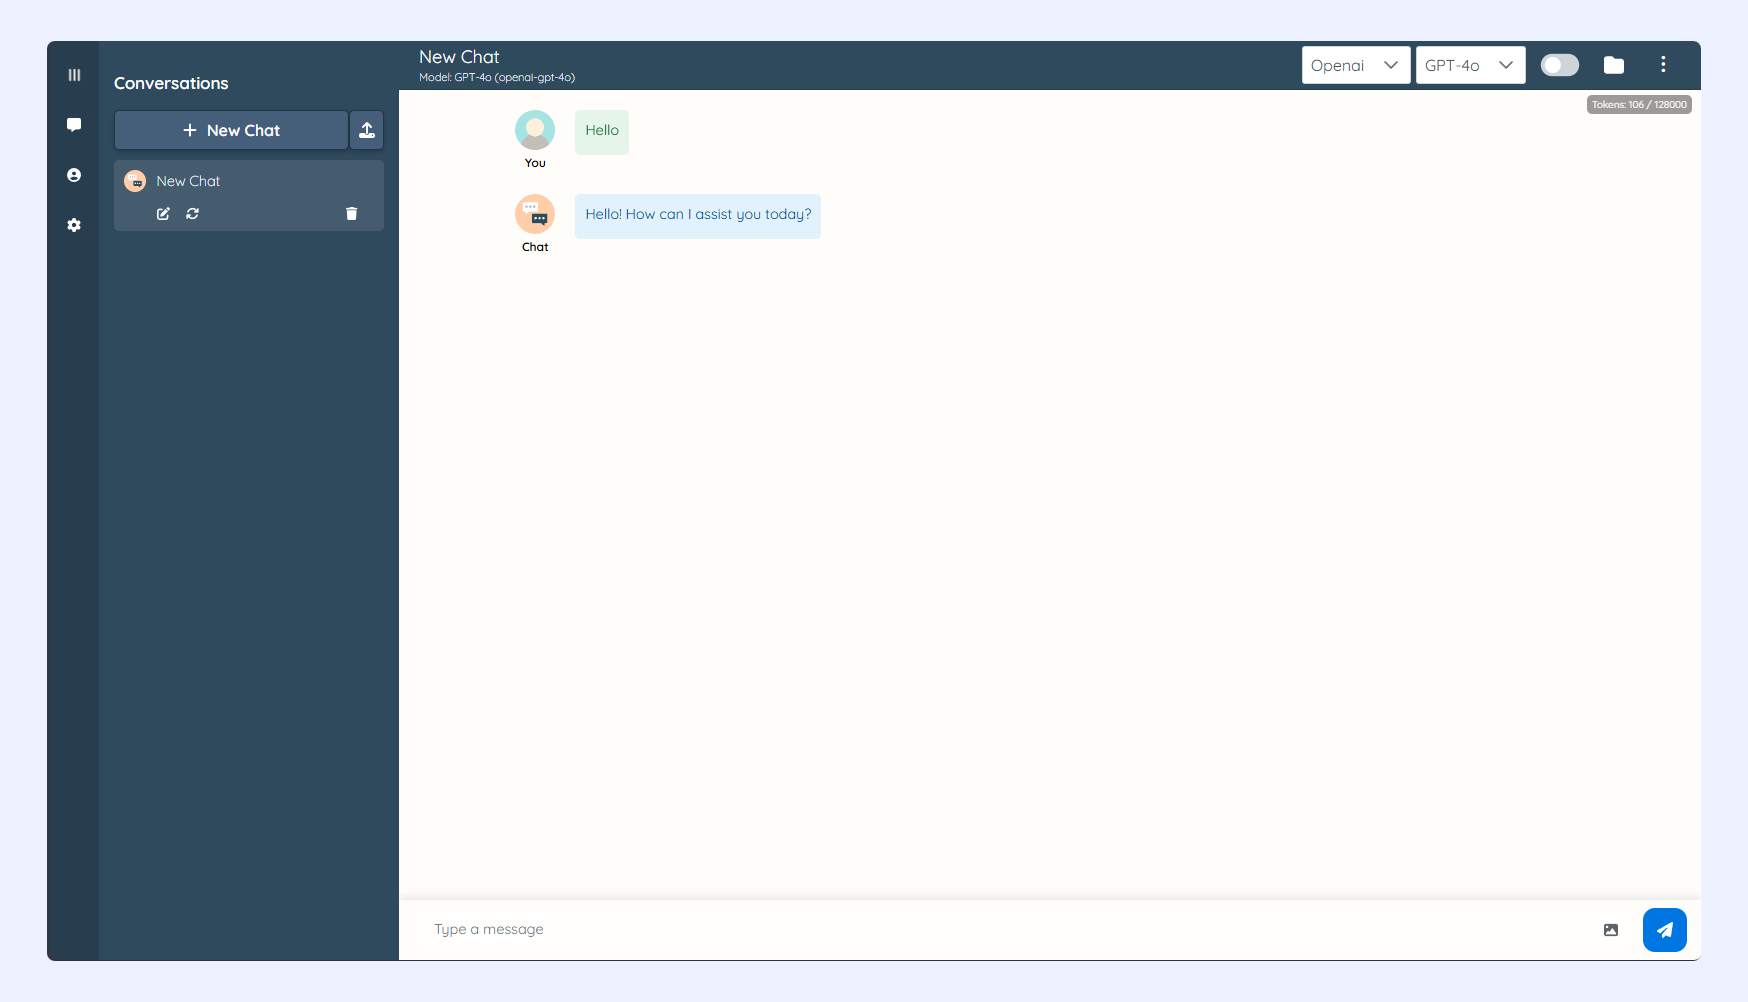 Conversations
New Chat
New Chat
New Chat
Model: GPT-4o (openai-gpt-4o)
Openai
GPT-4o
Tokens: 106 / 128000
Hello
You
Hello! How can I assist you today?
Chat
Type a message